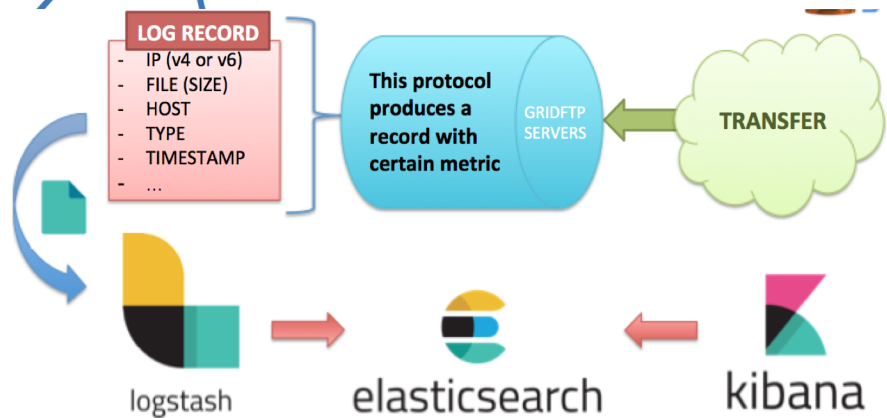 LOG RECORD
- IP (v4 or v6)
- FILE (SIZE)
- HOST
- TYPE
- TIMESTAMP
- ...
This protocol
produces a
record with
certain metric
GRIDFTP
SERVERS
TRANSFER
logstash
elasticsearch
kibana